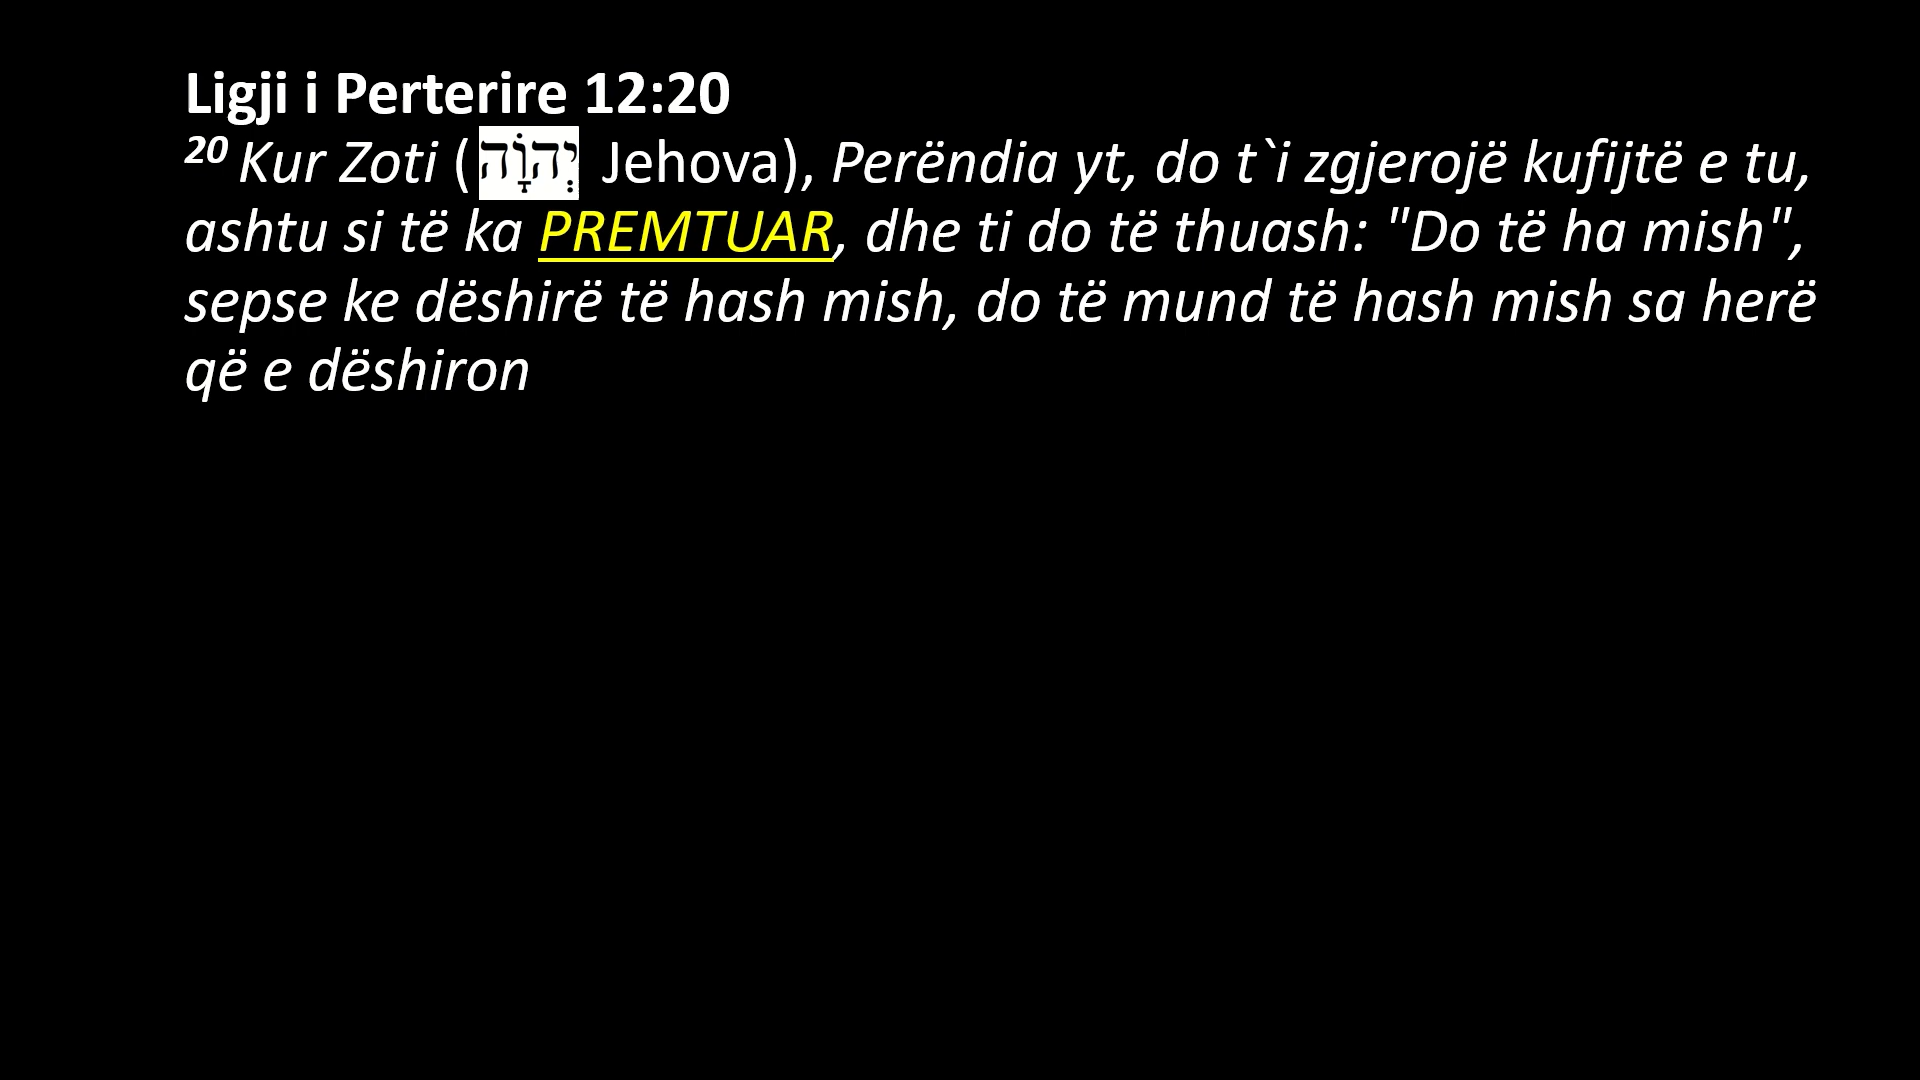 Ligji i Perterire 12:20
20 Kur Zoti (יְהוָ֣ה Jehova), Perëndia yt, do t`i zgjerojë kufijtë e tu,
ashtu si të ka PREMTUAR, dhe ti do të thuash: "Do të ha mish",
sepse ke dëshirë të hash mish, do të mund të hash mish sa herë
që e dëshiron